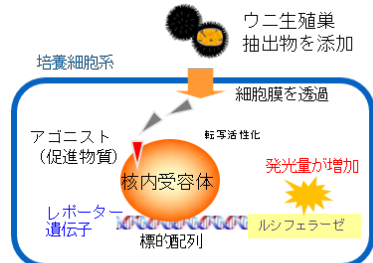 ウニ生殖巣
抽出物を添加
培養細胞系
細胞膜を透過
アゴニスト
（促進物質）
転写活性化
発光量が増加
核内受容体
レポーター
遺伝子
ルシフェラーゼ
標的配列